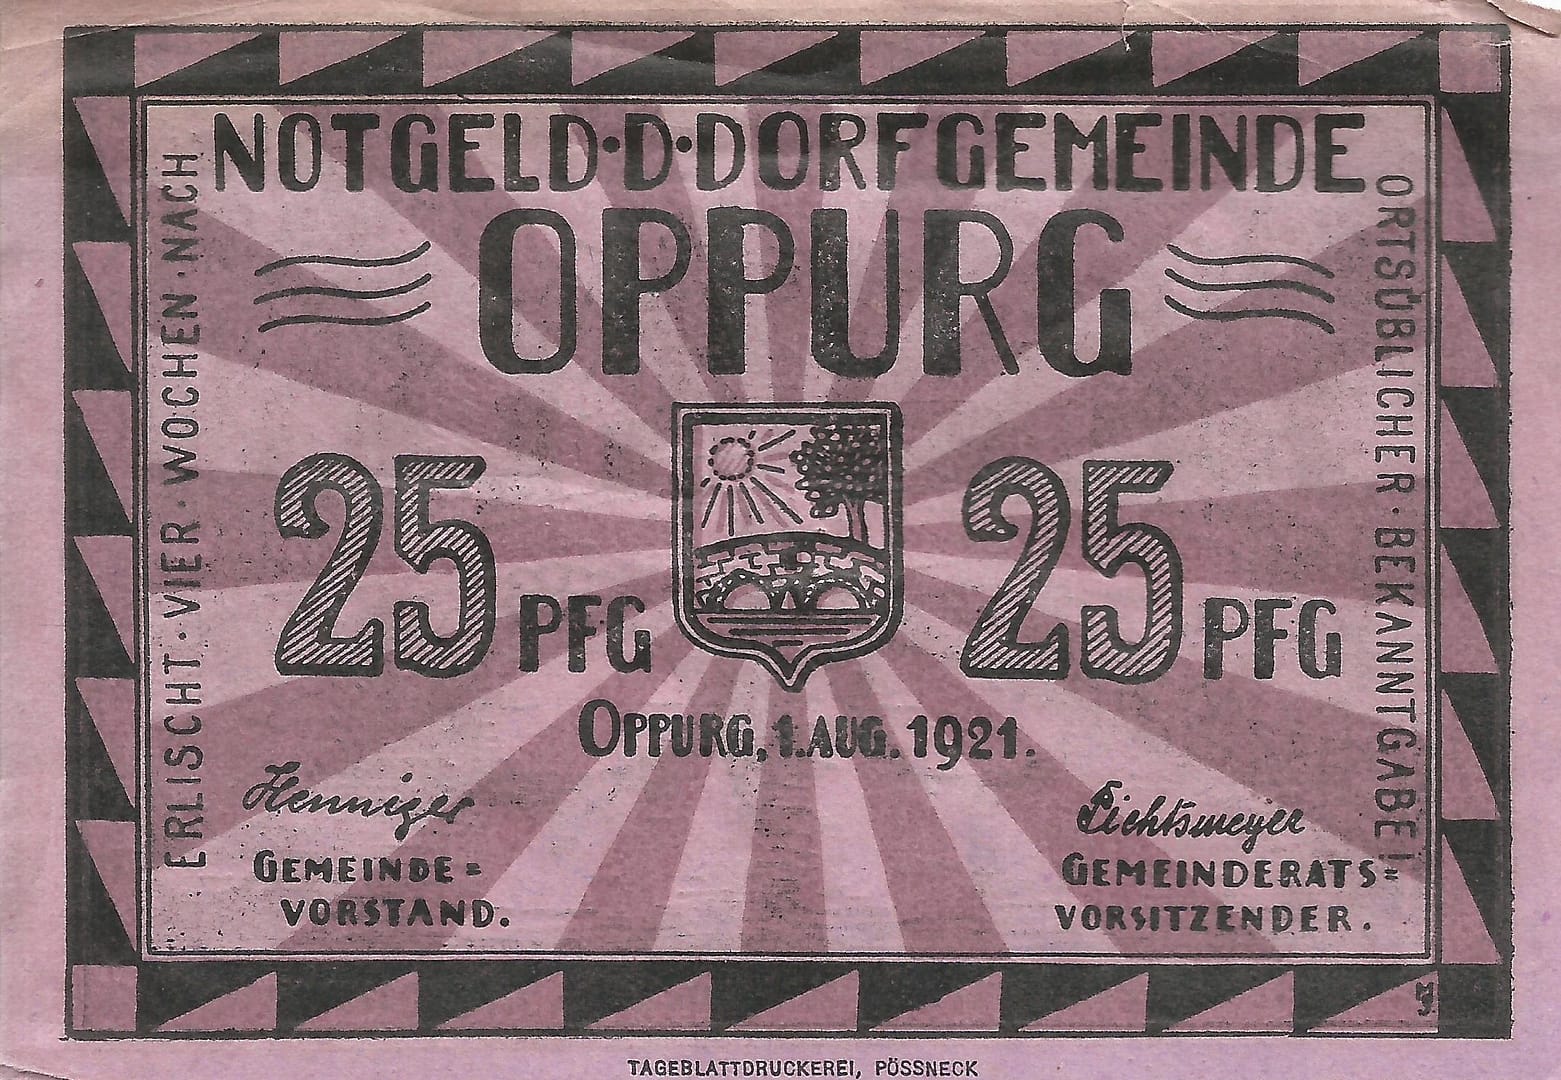 NOTGELD·D·DORFGEMEINDE
OPPURG
ERLISCHT·VIER·WOCHEN·NACH
ORTSÜBLICHER·BEKANNTGABE!
25 PFG
25 PFG
OPPURG, 1. AUG. 1921.
Henniger
GEMEINDE=
VORSTAND.
Lichtsmeyer
GEMEINDERATS=
VORSITZENDER.
TAGEBLATTDRUCKEREI, PÖSSNECK